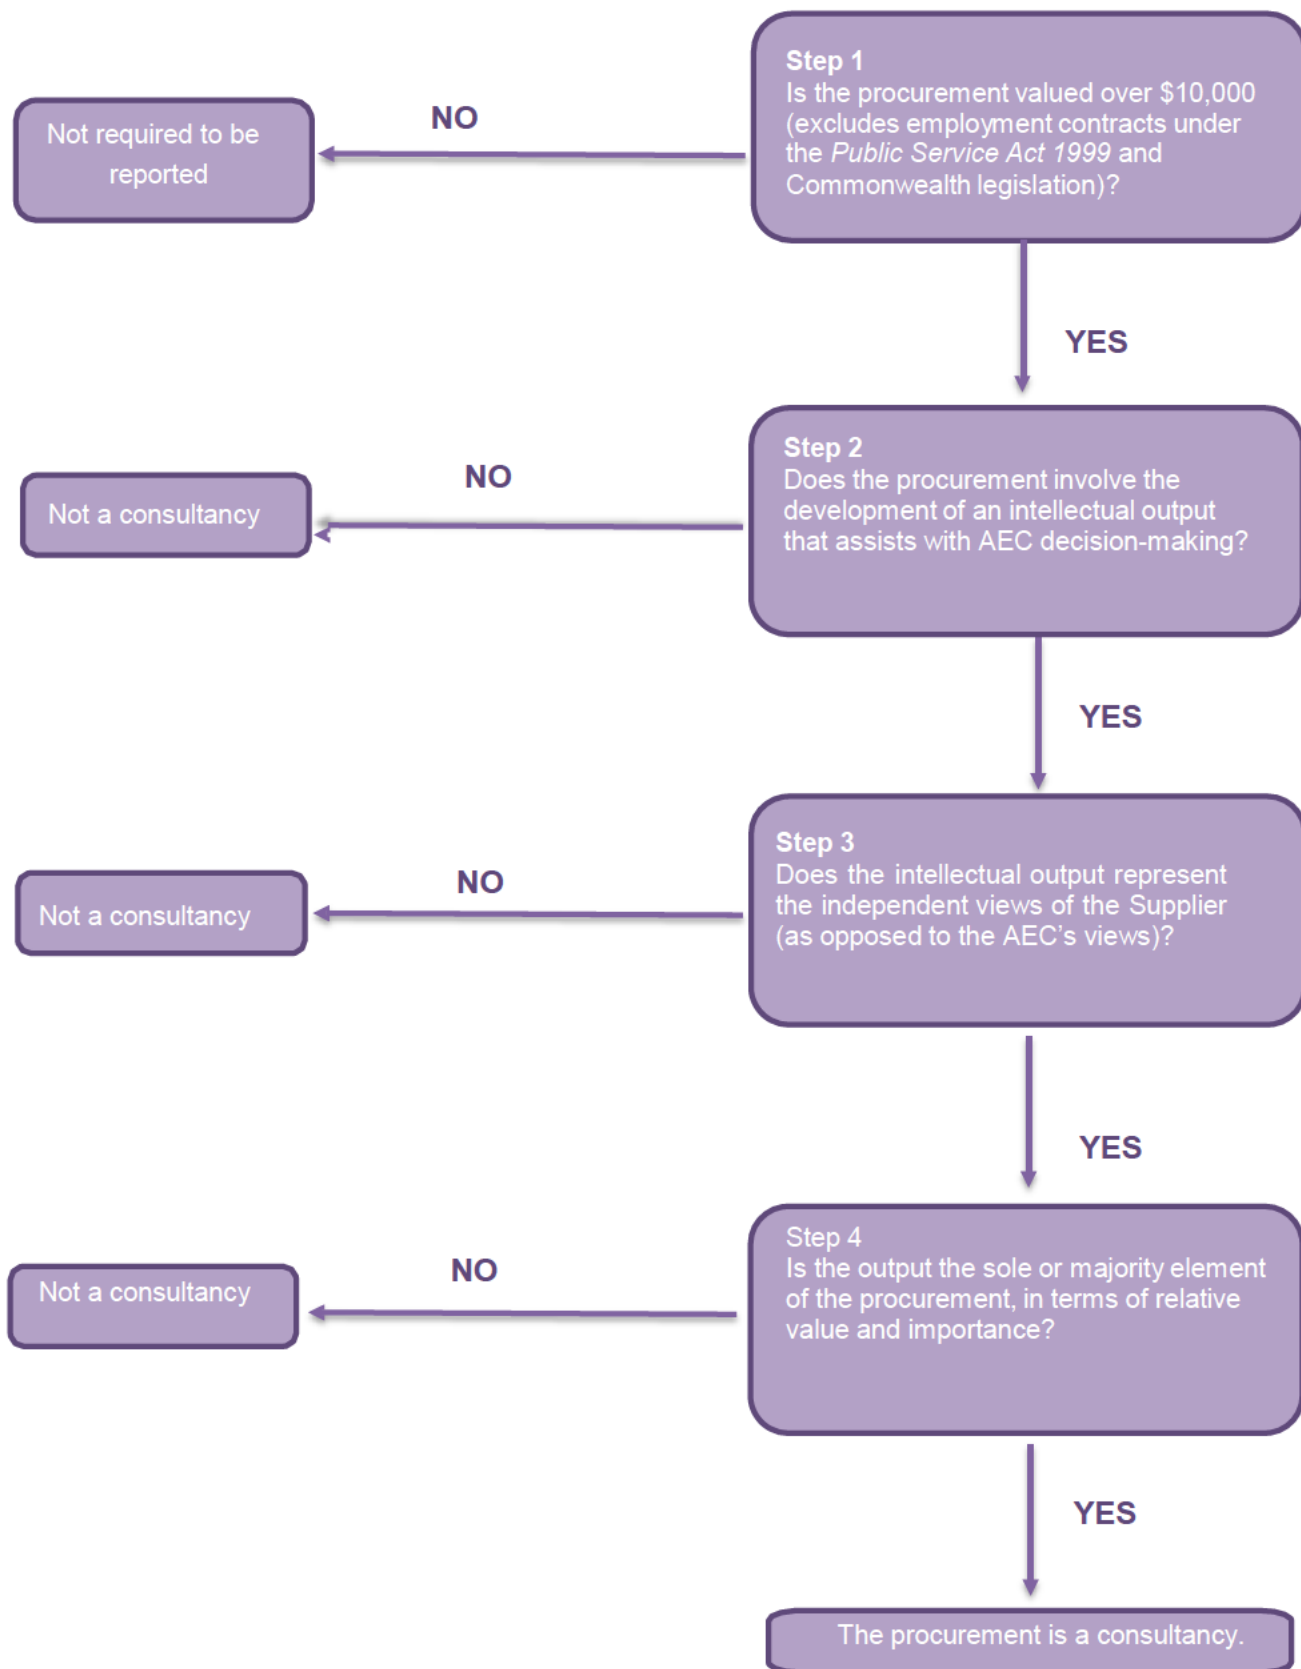 Step 1
Is the procurement valued over $10,000
(excludes employment contracts under
the Public Service Act 1999 and
Commonwealth legislation)?
NO
Not required to be
reported
YES
Step 2
Does the procurement involve the
development of an intellectual output
that assists with AEC decision-making?
NO
Not a consultancy
YES
Step 3
Does the intellectual output represent
the independent views of the Supplier
(as opposed to the AEC’s views)?
NO
Not a consultancy
YES
Step 4
Is the output the sole or majority element
of the procurement, in terms of relative
value and importance?
NO
Not a consultancy
YES
The procurement is a consultancy.